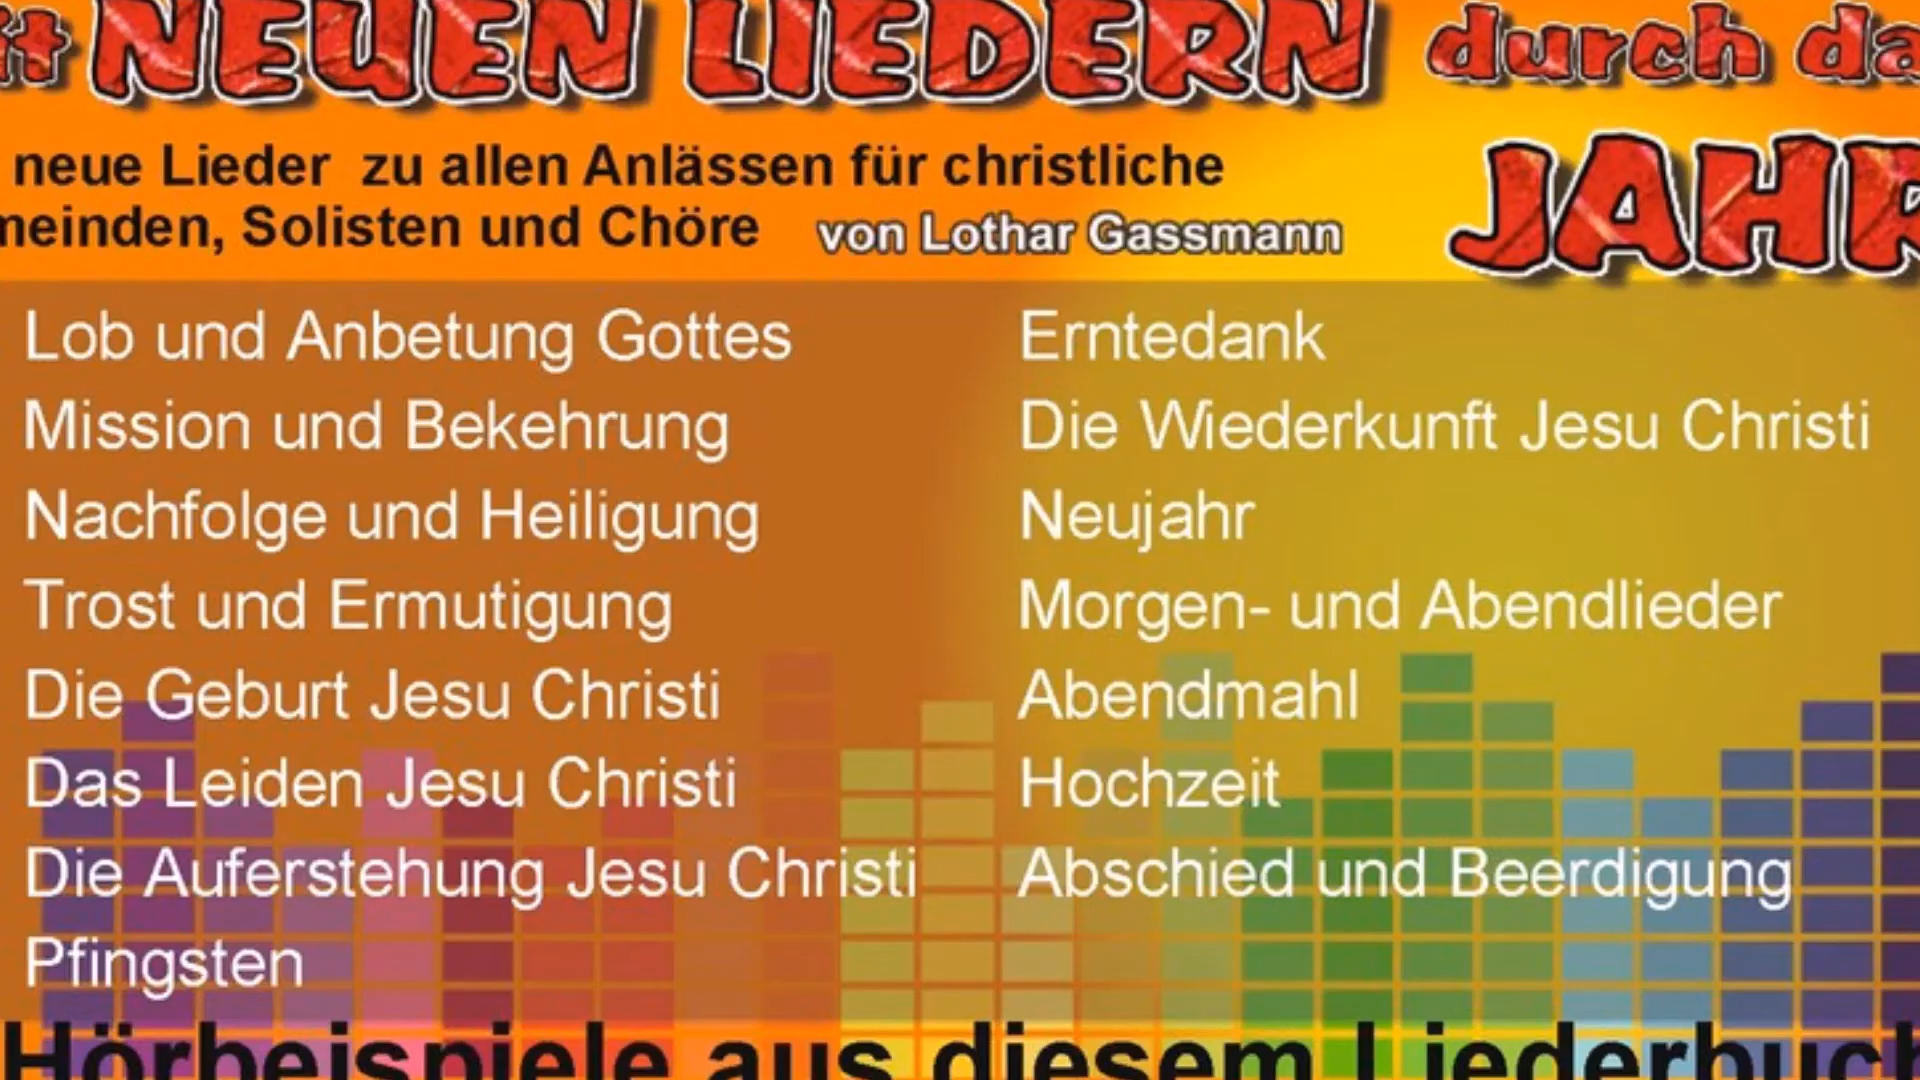 NEUEN LIEDERN durch
neue Lieder zu allen Anlässen für christliche
meinden, Solisten und Chöre von Lothar Gassmann
JAHR
Lob und Anbetung Gottes
Mission und Bekehrung
Nachfolge und Heiligung
Trost und Ermutigung
Die Geburt Jesu Christi
Das Leiden Jesu Christi
Die Auferstehung Jesu Christi
Pfingsten
Erntedank
Die Wiederkunft Jesu Christi
Neujahr
Morgen- und Abendlieder
Abendmahl
Hochzeit
Abschied und Beerdigung
Hörbeispiele aus diesem Liederbuch